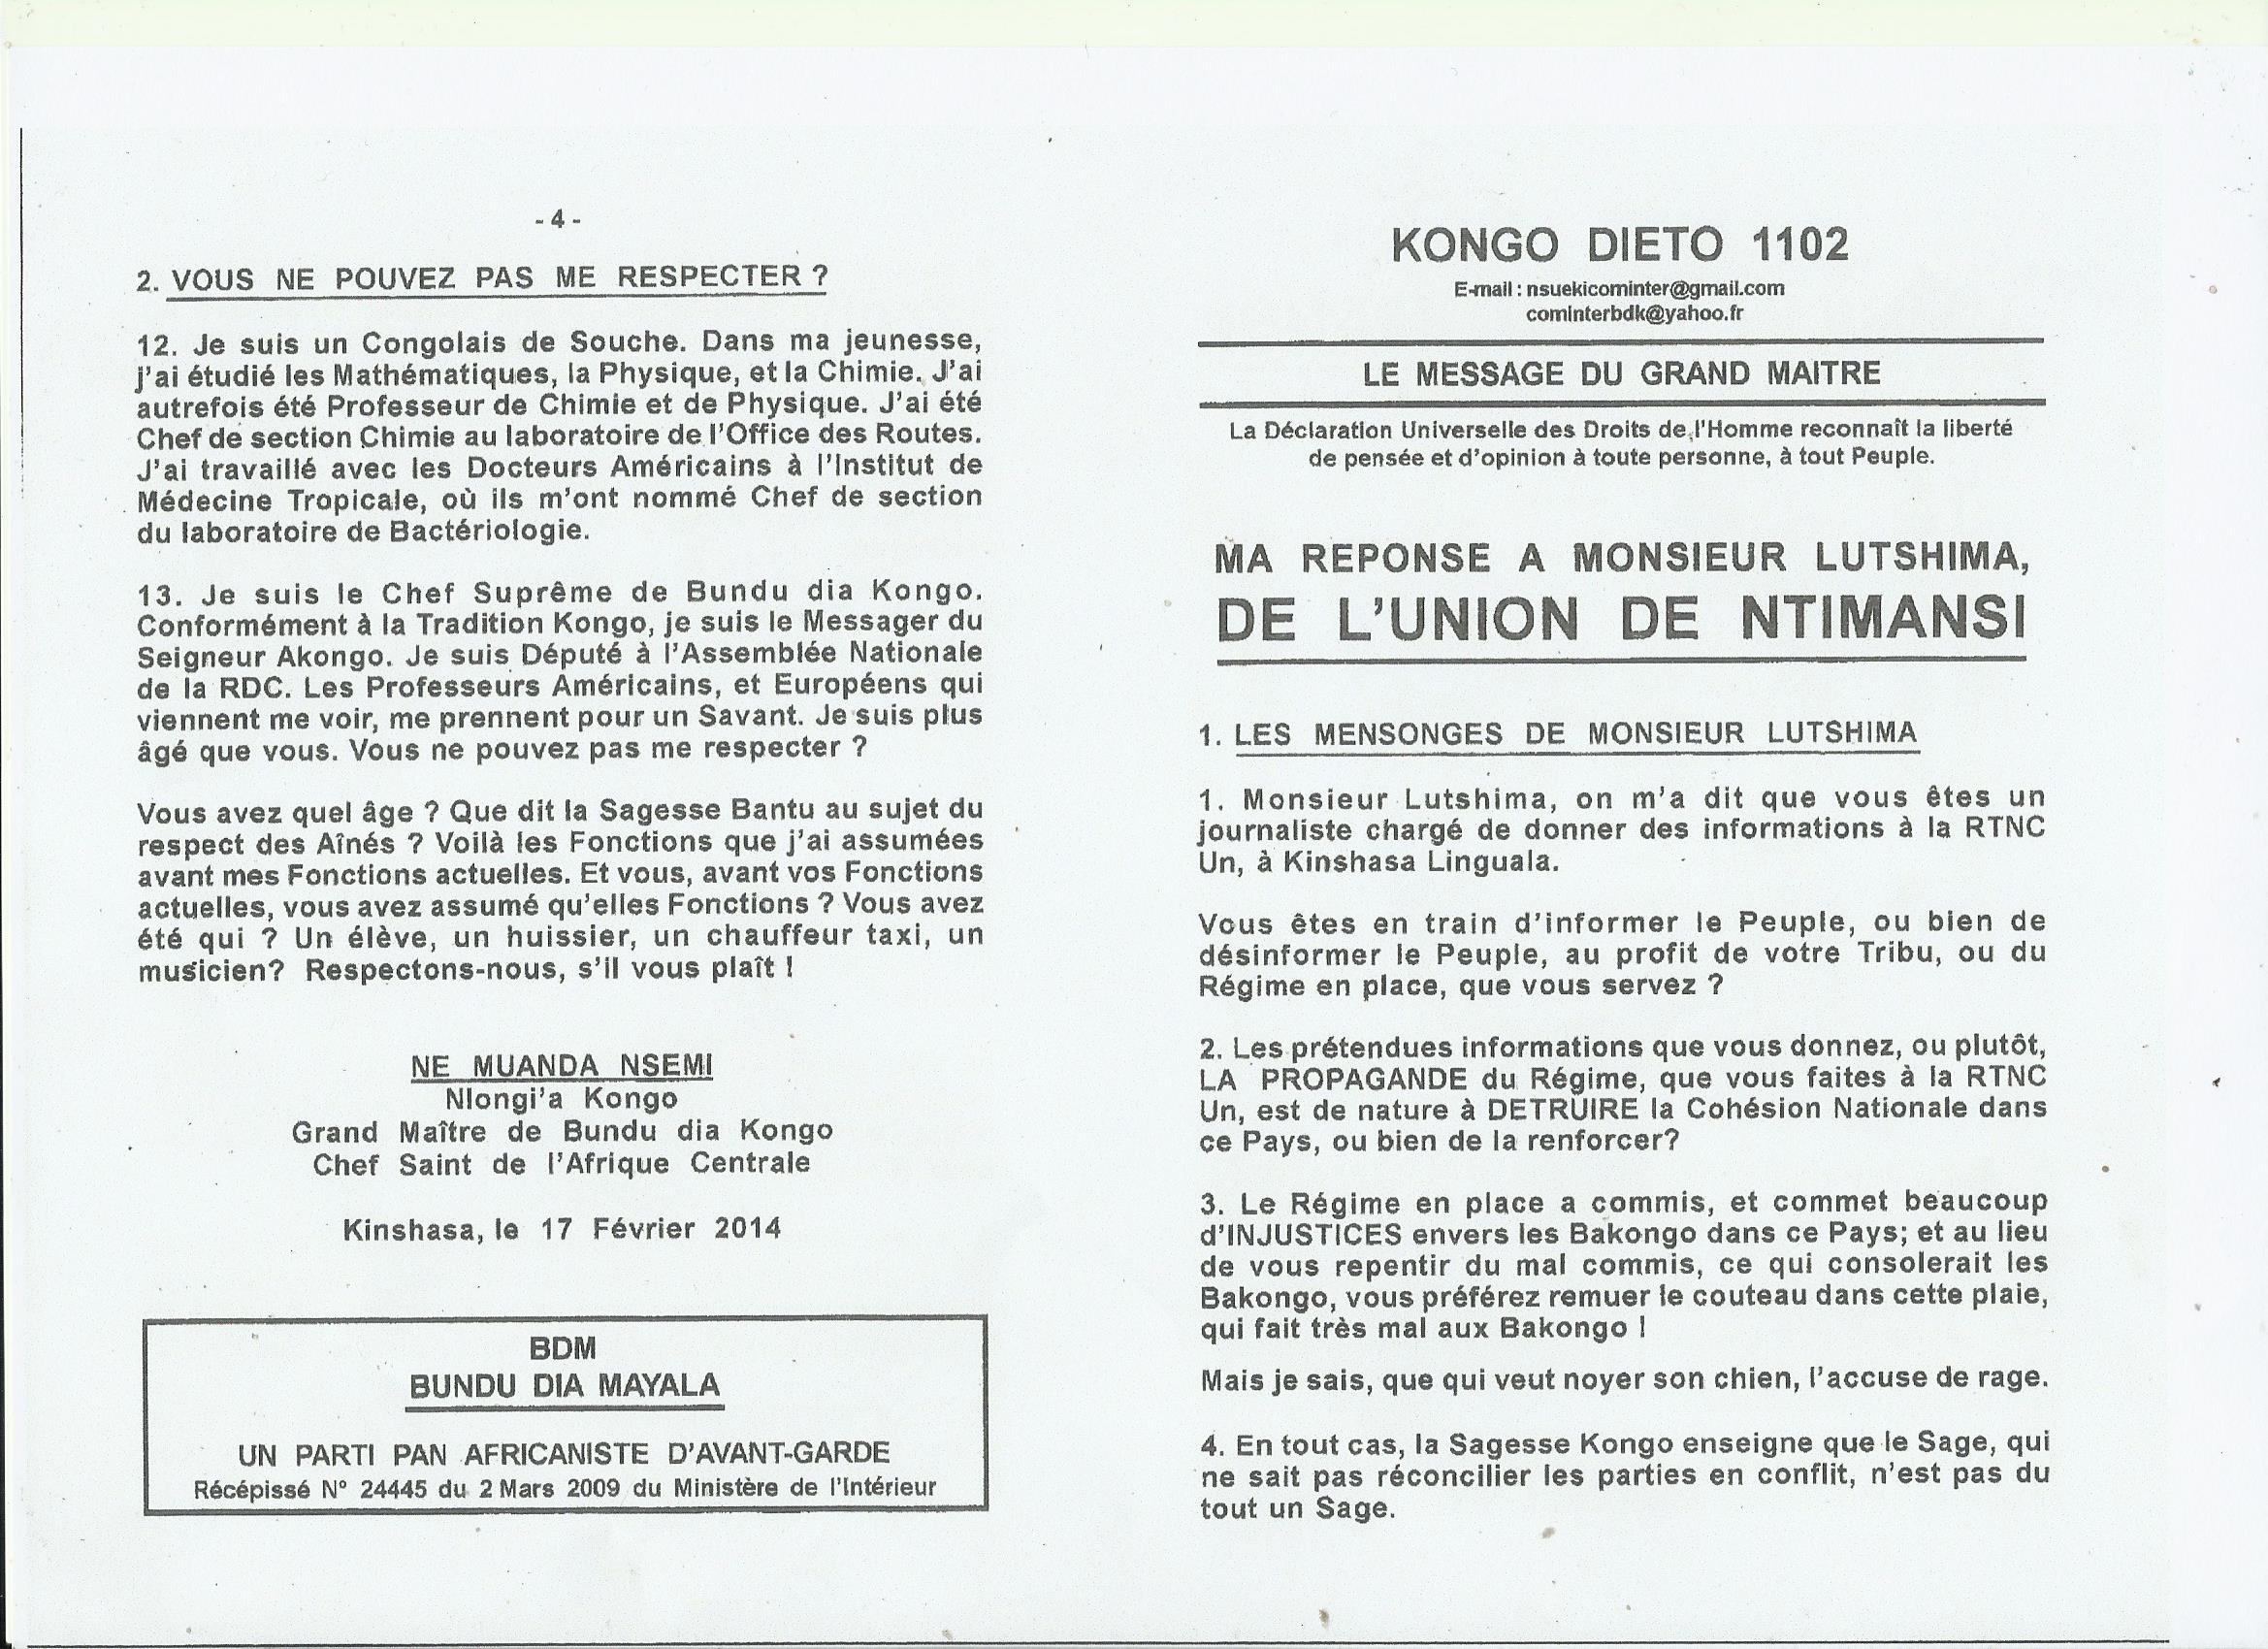 - 4 -
2. VOUS NE POUVEZ PAS ME RESPECTER ?
12. Je suis un Congolais de Souche. Dans ma jeunesse,
j'ai étudié les Mathématiques, la Physique, et la Chimie. J'ai
autrefois été Professeur de Chimie et de Physique. J'ai été
Chef de section Chimie au laboratoire de l'Office des Routes.
J'ai travaillé avec les Docteurs Américains à l'Institut de
Médecine Tropicale, où ils m'ont nommé Chef de section
du laboratoire de Bactériologie.
13. Je suis le Chef Suprême de Bundu dia Kongo.
Conformément à la Tradition Kongo, je suis le Messager du
Seigneur Akongo. Je suis Député à l'Assemblée Nationale
de la RDC. Les Professeurs Américains, et Européens qui
viennent me voir, me prennent pour un Savant. Je suis plus
âgé que vous. Vous ne pouvez pas me respecter ?
Vous avez quel âge ? Que dit la Sagesse Bantu au sujet du
respect des Aînés ? Voilà les Fonctions que j'ai assumées
avant mes Fonctions actuelles. Et vous, avant vos Fonctions
actuelles, vous avez assumé qu'elles Fonctions ? Vous avez
été qui ? Un élève, un huissier, un chauffeur taxi, un
musicien? Respectons-nous, s'il vous plaît !
NE MUANDA NSEMI
Nlongi'a Kongo
Grand Maître de Bundu dia Kongo
Chef Saint de l'Afrique Centrale
Kinshasa, le 17 Février 2014
BDM
BUNDU DIA MAYALA
UN PARTI PAN AFRICANISTE D'AVANT-GARDE
Récépissé N° 24445 du 2 Mars 2009 du Ministère de l'Intérieur
KONGO DIETO 1102
E-mail : nsuekicominter@gmail.com
cominterbdk@yahoo.fr
LE MESSAGE DU GRAND MAITRE
La Déclaration Universelle des Droits de l'Homme reconnaît la liberté
de pensée et d'opinion à toute personne, à tout Peuple.
MA REPONSE A MONSIEUR LUTSHIMA,
DE L'UNION DE NTIMANSI
1. LES MENSONGES DE MONSIEUR LUTSHIMA
1. Monsieur Lutshima, on m'a dit que vous êtes un
journaliste chargé de donner des informations à la RTNC
Un, à Kinshasa Linguala.
Vous êtes en train d'informer le Peuple, ou bien de
désinformer le Peuple, au profit de votre Tribu, ou du
Régime en place, que vous servez ?
2. Les prétendues informations que vous donnez, ou plutôt,
LA PROPAGANDE du Régime, que vous faites à la RTNC
Un, est de nature à DETRUIRE la Cohésion Nationale dans
ce Pays, ou bien de la renforcer?
3. Le Régime en place a commis, et commet beaucoup
d'INJUSTICES envers les Bakongo dans ce Pays; et au lieu
de vous repentir du mal commis, ce qui consolerait les
Bakongo, vous préférez remuer le couteau dans cette plaie,
qui fait très mal aux Bakongo !
Mais je sais, que qui veut noyer son chien, l'accuse de rage.
4. En tout cas, la Sagesse Kongo enseigne que le Sage, qui
ne sait pas réconcilier les parties en conflit, n'est pas du
tout un Sage.